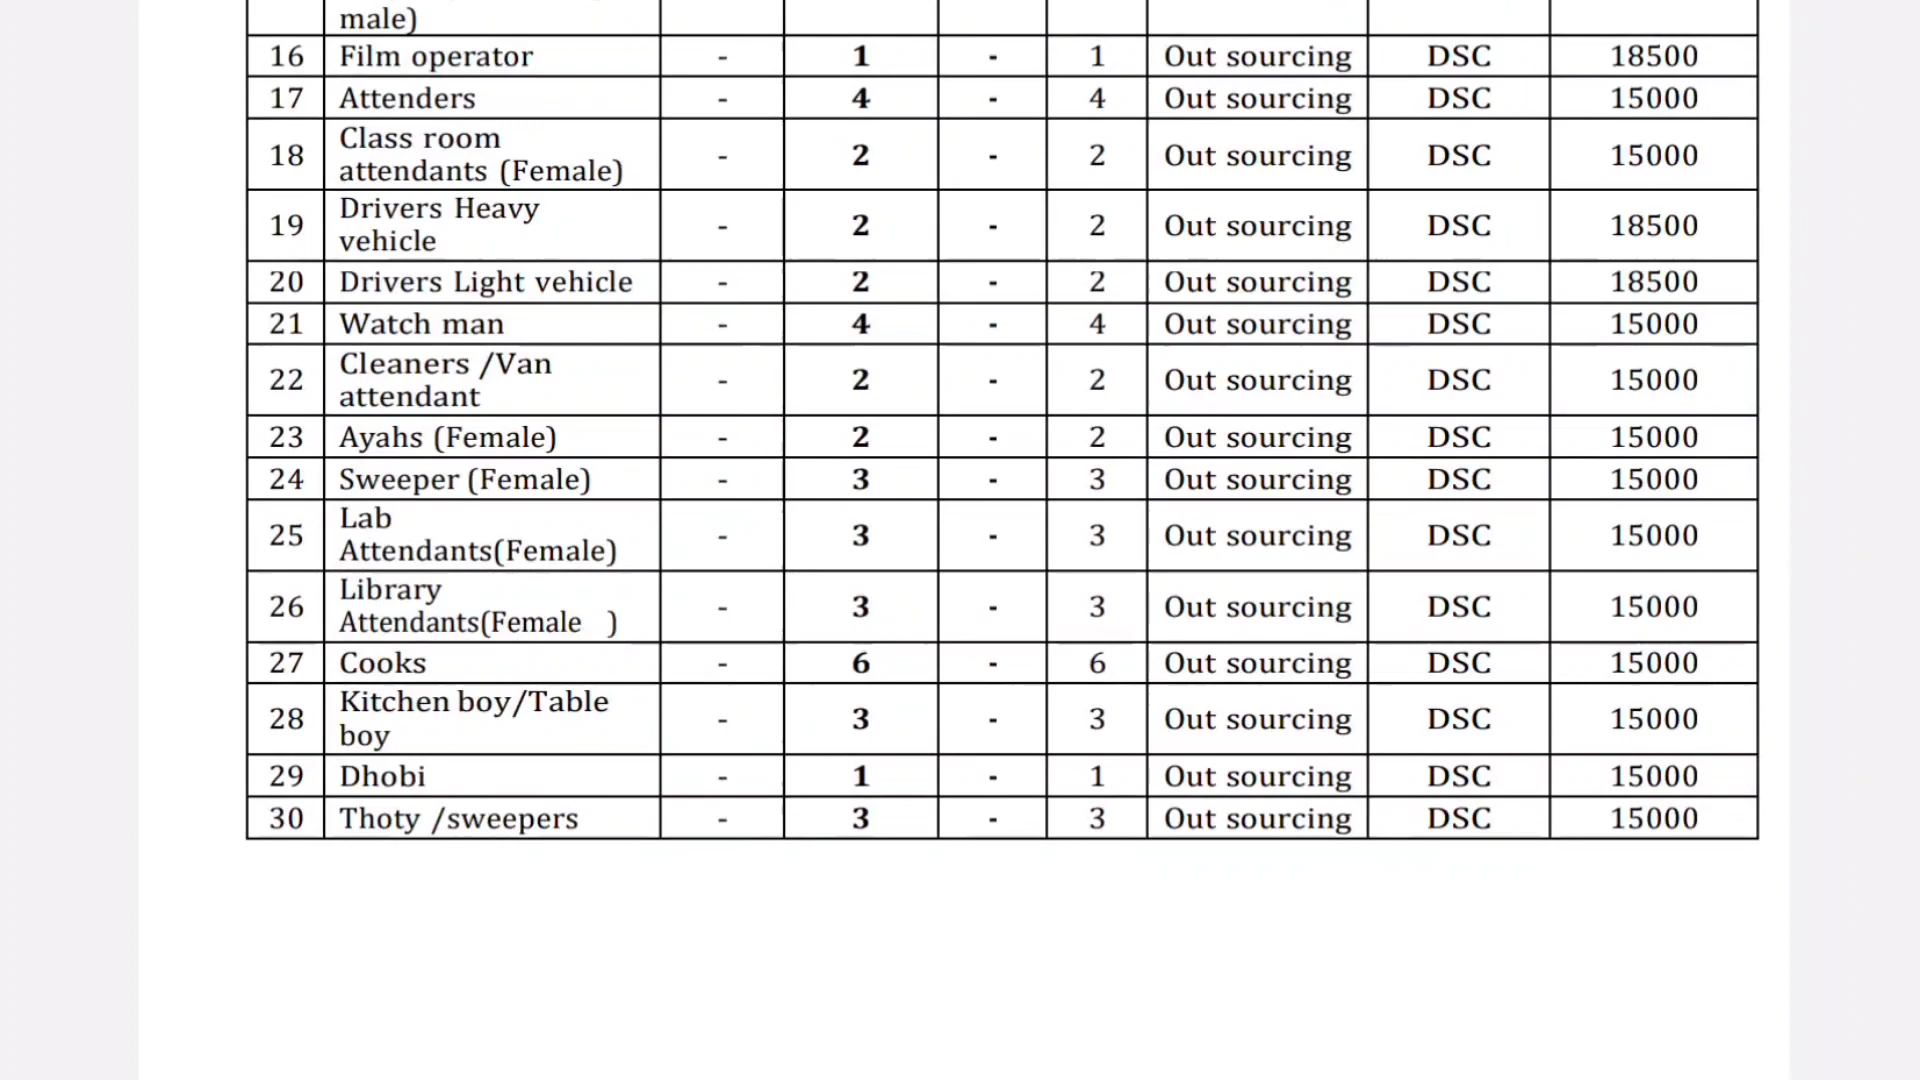 male)
16 Film operator - 1 - 1 Out sourcing DSC 18500
17 Attenders - 4 - 4 Out sourcing DSC 15000
18 Class room attendants (Female) - 2 - 2 Out sourcing DSC 15000
19 Drivers Heavy vehicle - 2 - 2 Out sourcing DSC 18500
20 Drivers Light vehicle - 2 - 2 Out sourcing DSC 18500
21 Watch man - 4 - 4 Out sourcing DSC 15000
22 Cleaners /Van attendant - 2 - 2 Out sourcing DSC 15000
23 Ayahs (Female) - 2 - 2 Out sourcing DSC 15000
24 Sweeper (Female) - 3 - 3 Out sourcing DSC 15000
25 Lab Attendants(Female) - 3 - 3 Out sourcing DSC 15000
26 Library Attendants(Female ) - 3 - 3 Out sourcing DSC 15000
27 Cooks - 6 - 6 Out sourcing DSC 15000
28 Kitchen boy/Table boy - 3 - 3 Out sourcing DSC 15000
29 Dhobi - 1 - 1 Out sourcing DSC 15000
30 Thoty /sweepers - 3 - 3 Out sourcing DSC 15000